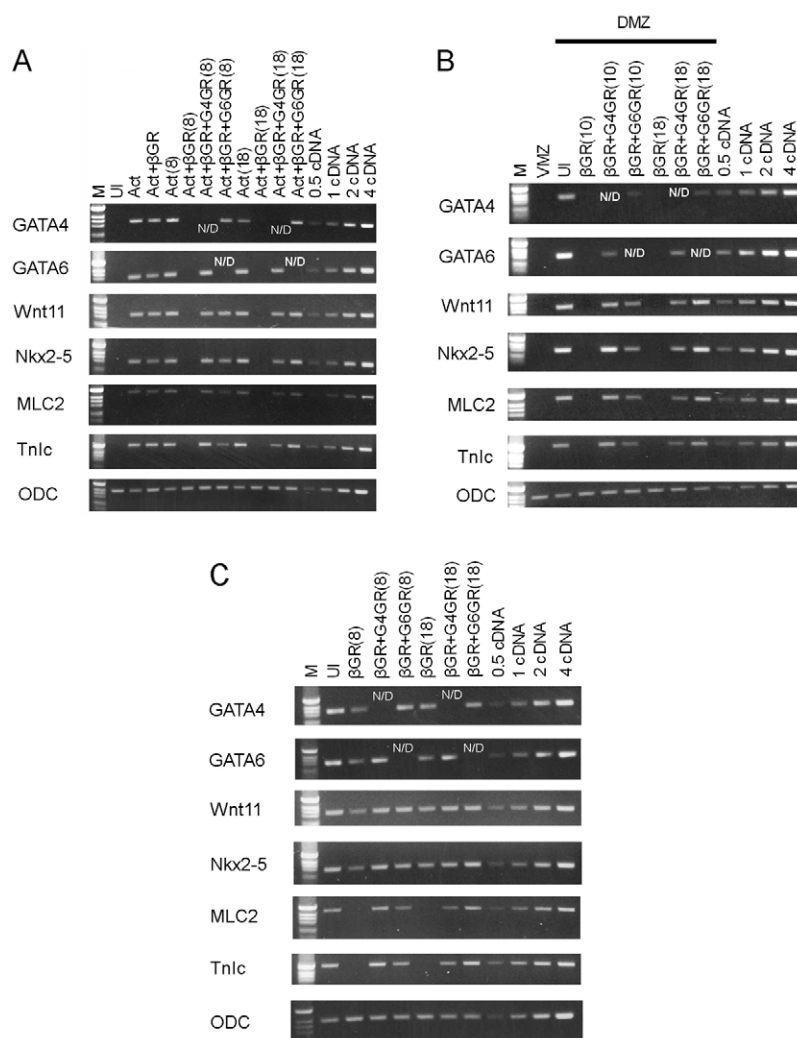 A
M
UI
Act
Act+βGR
Act(8)
Act+βGR(8)
Act+βGR+G4GR(8)
Act+βGR+G6GR(8)
Act(18)
Act+βGR(18)
Act+βGR+G4GR(18)
Act+βGR+G6GR(18)
0.5 cDNA
1 cDNA
2 cDNA
4 cDNA
GATA4
N/D
N/D
GATA6
N/D
N/D
Wnt11
Nkx2-5
MLC2
TnIc
ODC
B
DMZ
M
VMZ
UI
βGR(10)
βGR+G4GR(10)
βGR+G6GR(10)
βGR(18)
βGR+G4GR(18)
βGR+G6GR(18)
0.5 cDNA
1 cDNA
2 cDNA
4 cDNA
GATA4
N/D
N/D
GATA6
N/D
N/D
Wnt11
Nkx2-5
MLC2
TnIc
ODC
C
M
UI
βGR(8)
βGR+G4GR(8)
βGR+G6GR(8)
βGR(18)
βGR+G4GR(18)
βGR+G6GR(18)
0.5 cDNA
1 cDNA
2 cDNA
4 cDNA
GATA4
N/D
N/D
GATA6
N/D
N/D
Wnt11
Nkx2-5
MLC2
TnIc
ODC